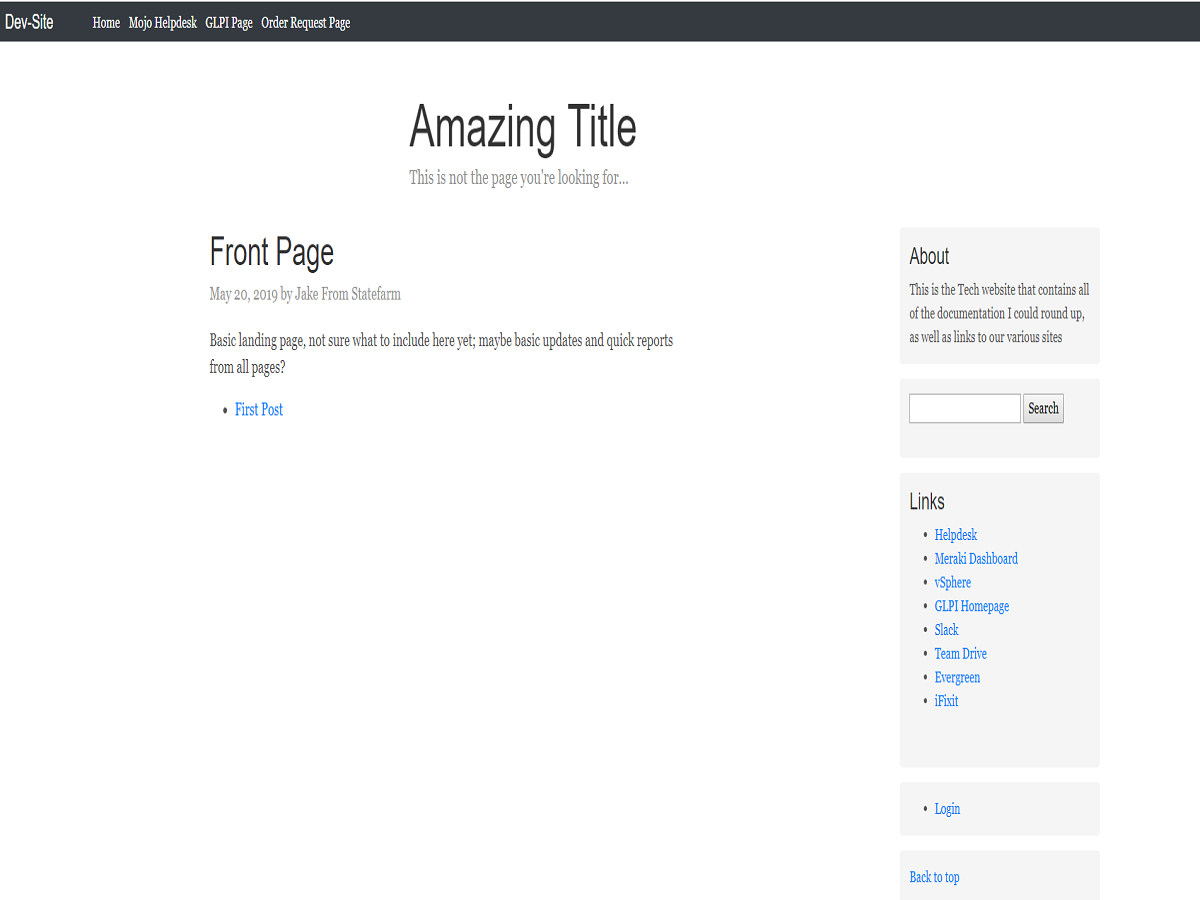 Dev-Site Home Mojo Helpdesk GLPI Page Order Request Page
Amazing Title
This is not the page you're looking for...
Front Page
May 20, 2019 by Jake From Statefarm
Basic landing page, not sure what to include here yet; maybe basic updates and quick reports
from all pages?
First Post
About
This is the Tech website that contains all
of the documentation I could round up,
as well as links to our various sites
Search
Links
Helpdesk
Meraki Dashboard
vSphere
GLPI Homepage
Slack
Team Drive
Evergreen
iFixit
Login
Back to top